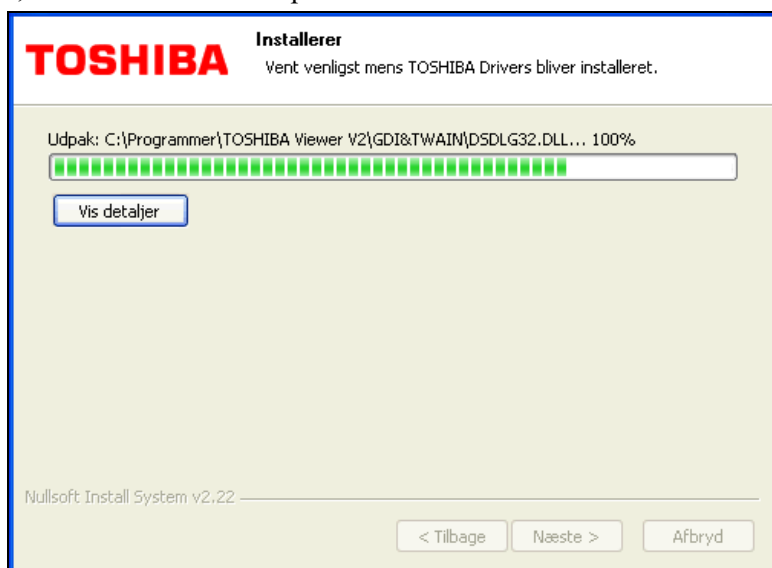 TOSHIBA
Installerer
Vent venligst mens TOSHIBA Drivers bliver installeret.
Udpak: C:\Programmer\TOSHIBA Viewer V2\GDI&TWAIN\DSDLG32.DLL... 100%
Vis detaljer
Nullsoft Install System v2.22
< Tilbage
Næste >
Afbryd